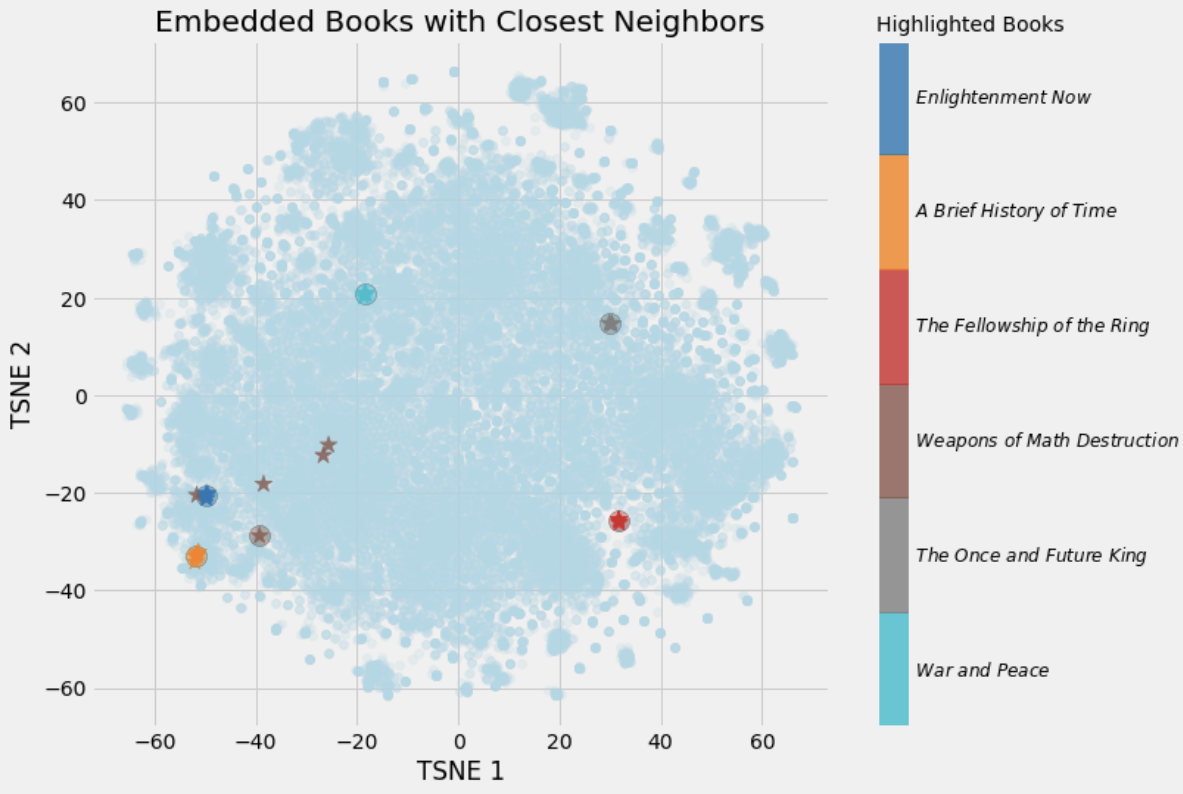 Embedded Books with Closest Neighbors
Highlighted Books
Enlightenment Now
A Brief History of Time
The Fellowship of the Ring
Weapons of Math Destruction
The Once and Future King
War and Peace
TSNE 2
60
40
20
0
−20
−40
−60
−60 −40 −20 0 20 40 60
TSNE 1